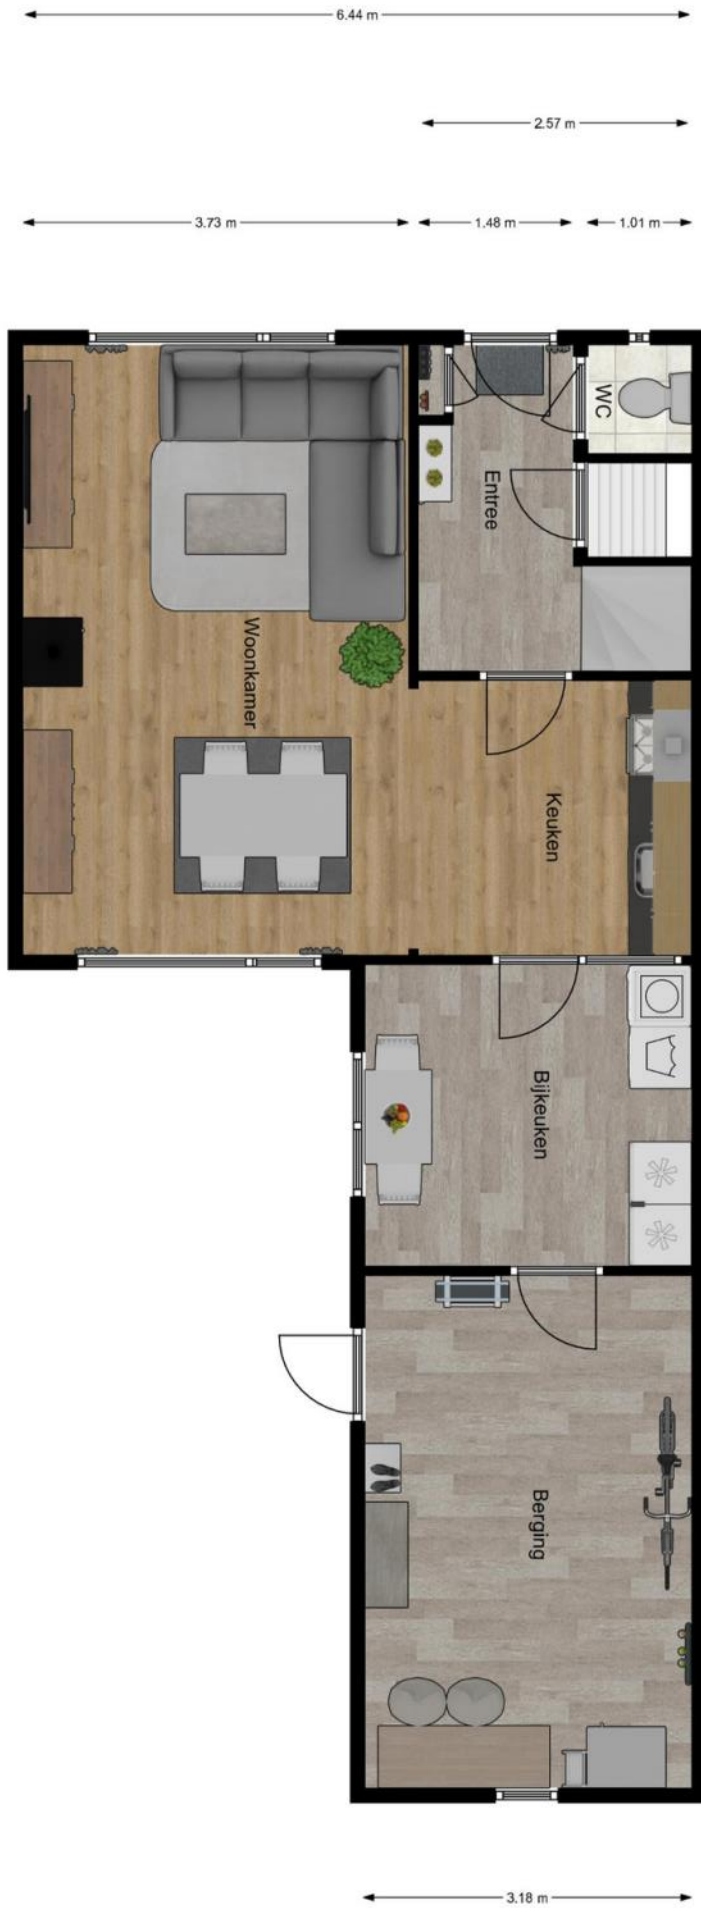 6.44 m
2.57 m
3.73 m
1.48 m
1.01 m
WC
Entree
Woonkamer
Keuken
Bijkeuken
Berging
3.18 m